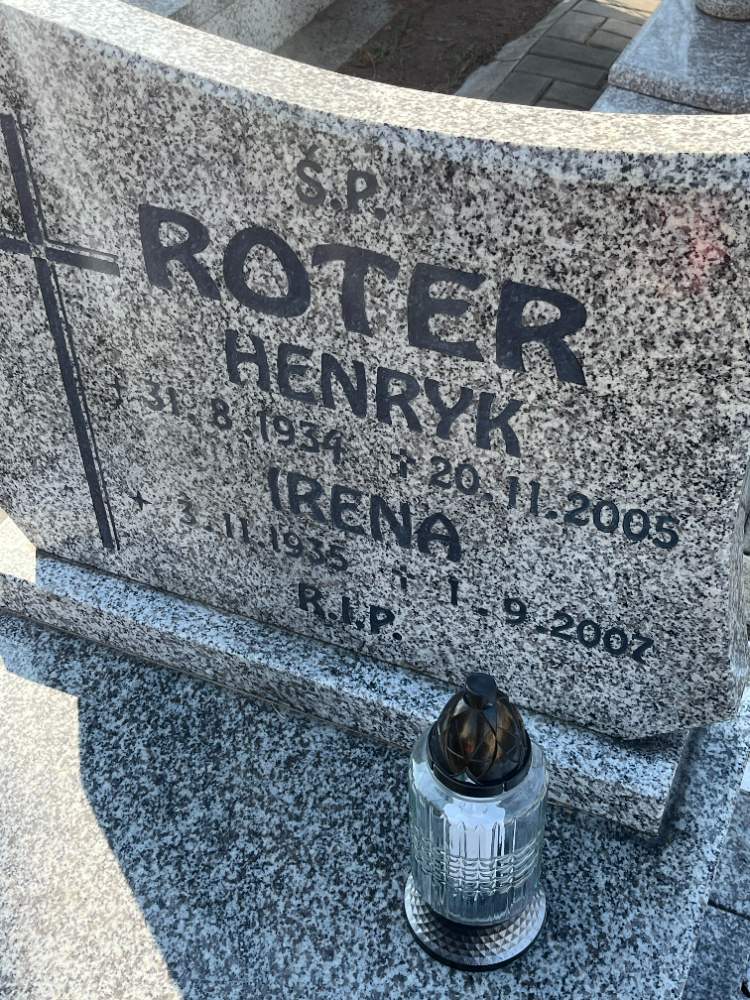 Ś.P.
ROTER
HENRYK
* 31.8.1934 † 20.11.2005
IRENA
* 3.11.1935 † 1.9.2007
R.I.P.